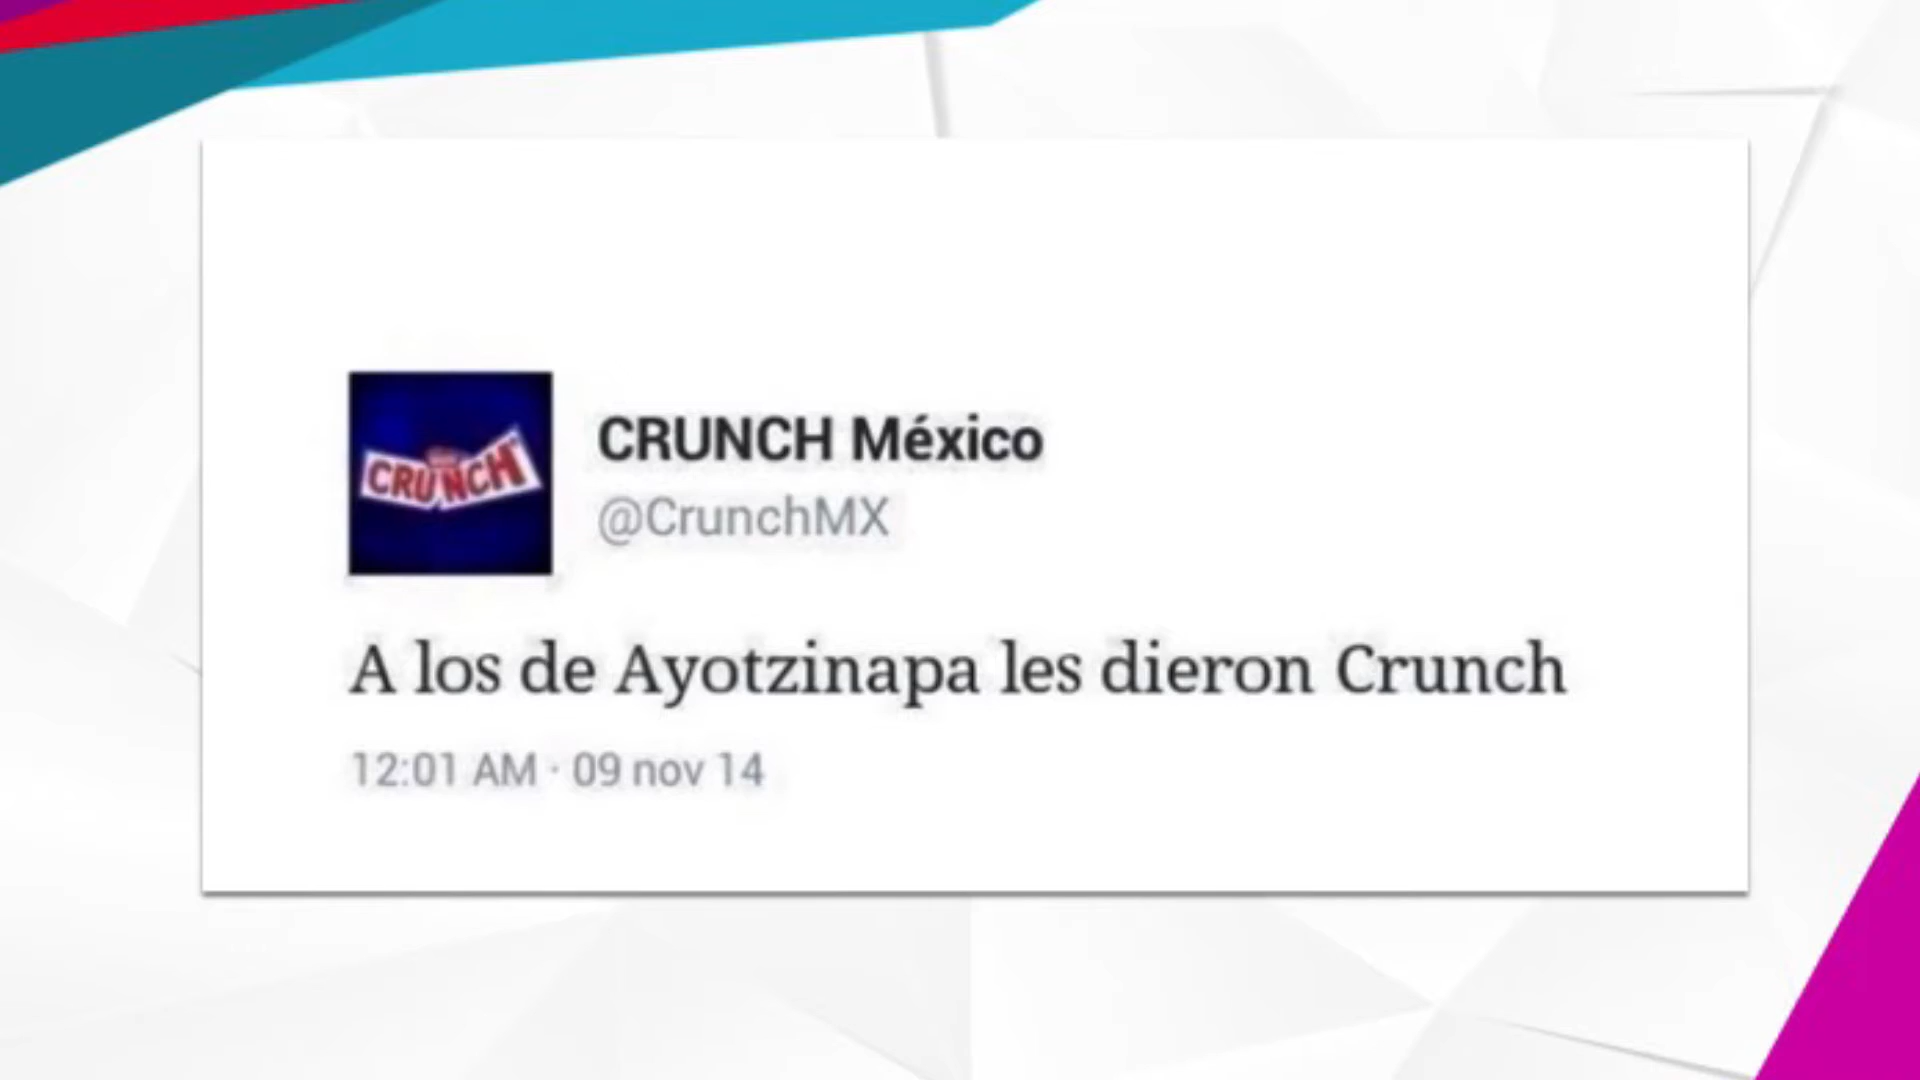 CRUNCH
CRUNCH México
@CrunchMX
A los de Ayotzinapa les dieron Crunch
12:01 AM · 09 nov 14